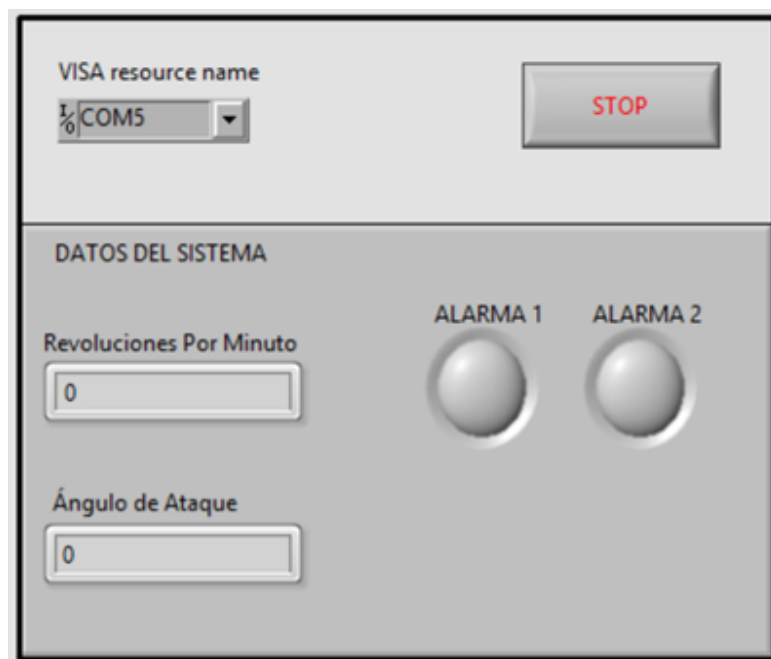 VISA resource name
I/O COM5
STOP
DATOS DEL SISTEMA
ALARMA 1
ALARMA 2
Revoluciones Por Minuto
0
Ángulo de Ataque
0